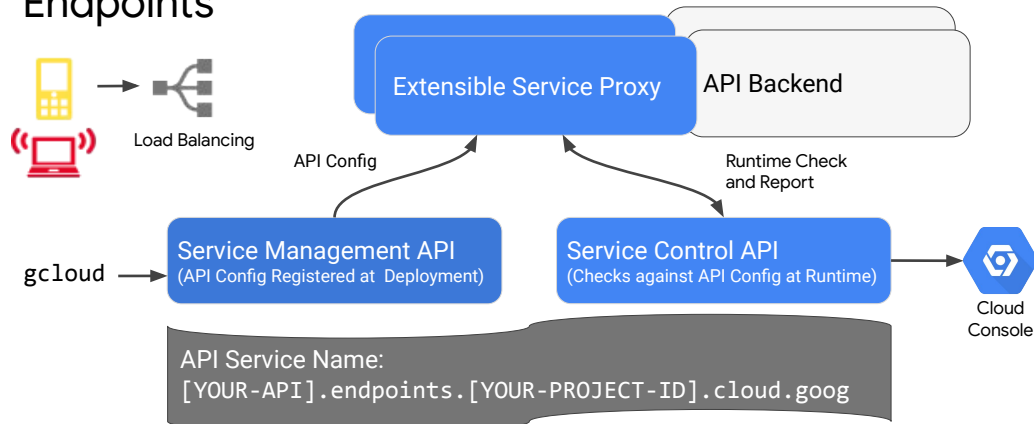 Endpoints
Extensible Service Proxy
API Backend
Load Balancing
API Config
Runtime Check
and Report
gcloud
Service Management API
(API Config Registered at Deployment)
Service Control API
(Checks against API Config at Runtime)
Cloud
Console
API Service Name:
[YOUR-API].endpoints.[YOUR-PROJECT-ID].cloud.goog